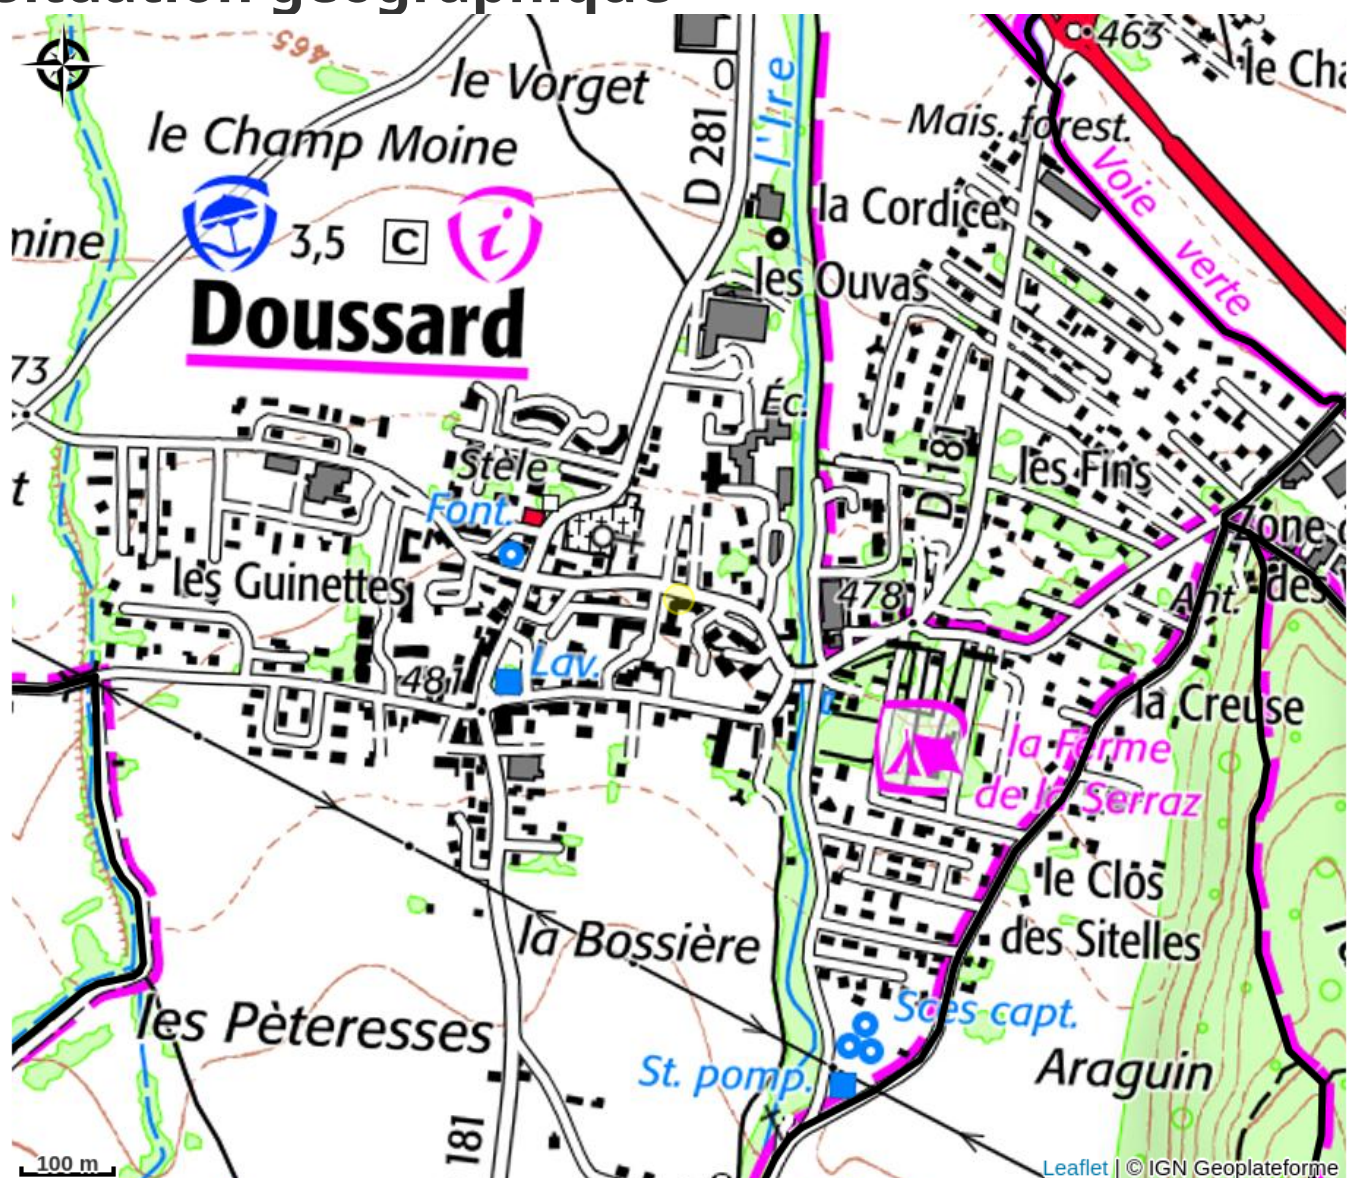 situation géographique
465
463
le Vorget
l'Ire
D 281
le Champ Moine
Mais. forest.
Voie verte
la Cordice
3,5
C
i
les Ouvas
Doussard
73
Éc.
Stèle
Font.
D 181
les Fins
t
les Guinettes
478
Ant.
des
481
Lav.
la Creuse
la Ferme
de la Serraz
le Clos
des Sitelles
la Bossière
les Pèteresses
Sces capt.
St. pomp.
Araguin
181
100 m
Leaflet | © IGN Geoplateforme